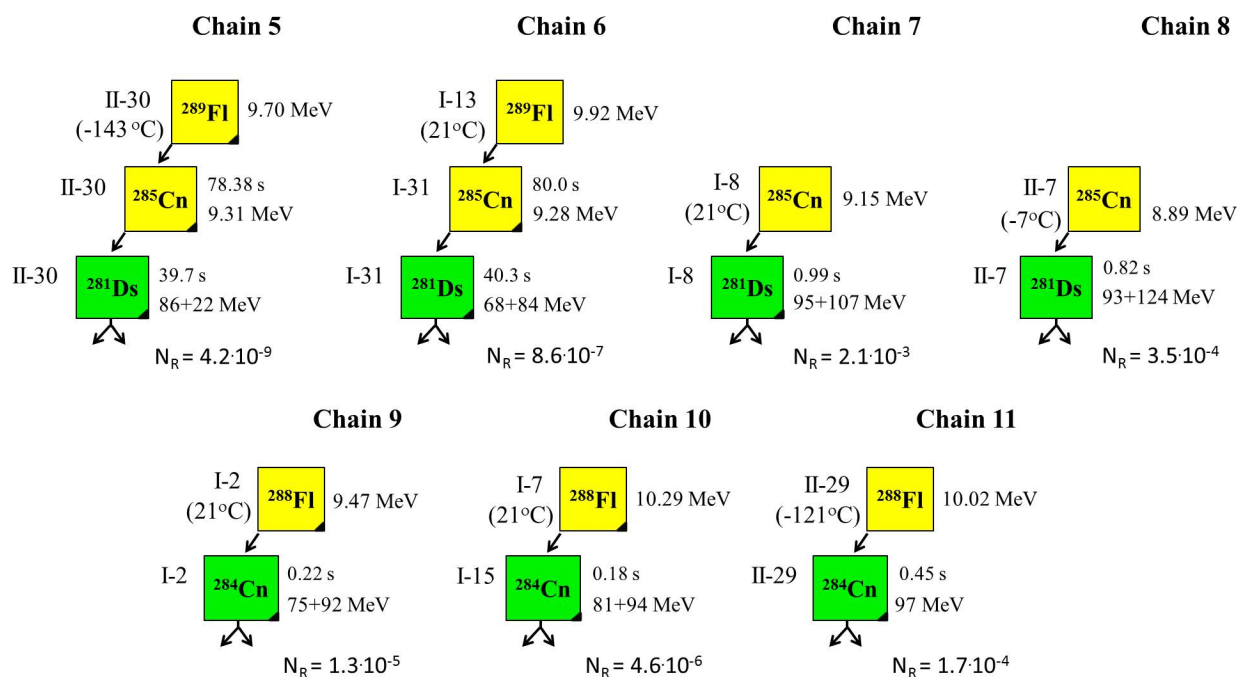 Chain 5
II-30
(-143 °C)
²⁸⁹Fl
9.70 MeV
II-30
²⁸⁵Cn
78.38 s
9.31 MeV
II-30
²⁸¹Ds
39.7 s
86+22 MeV
N_R = 4.2·10⁻⁹
Chain 6
I-13
(21°C)
²⁸⁹Fl
9.92 MeV
I-31
²⁸⁵Cn
80.0 s
9.28 MeV
I-31
²⁸¹Ds
40.3 s
68+84 MeV
N_R = 8.6·10⁻⁷
Chain 7
I-8
(21°C)
²⁸⁵Cn
9.15 MeV
I-8
²⁸¹Ds
0.99 s
95+107 MeV
N_R = 2.1·10⁻³
Chain 8
II-7
(-7°C)
²⁸⁵Cn
8.89 MeV
II-7
²⁸¹Ds
0.82 s
93+124 MeV
N_R = 3.5·10⁻⁴
Chain 9
I-2
(21°C)
²⁸⁸Fl
9.47 MeV
I-2
²⁸⁴Cn
0.22 s
75+92 MeV
N_R = 1.3·10⁻⁵
Chain 10
I-7
(21°C)
²⁸⁸Fl
10.29 MeV
I-15
²⁸⁴Cn
0.18 s
81+94 MeV
N_R = 4.6·10⁻⁶
Chain 11
II-29
(-121°C)
²⁸⁸Fl
10.02 MeV
II-29
²⁸⁴Cn
0.45 s
97 MeV
N_R = 1.7·10⁻⁴